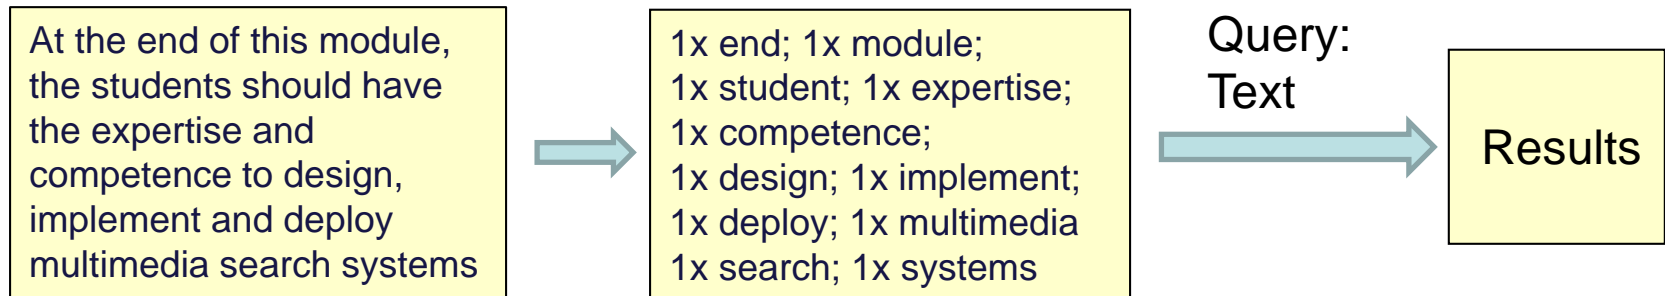 At the end of this module,
the students should have
the expertise and
competence to design,
implement and deploy
multimedia search systems
1x end; 1x module;
1x student; 1x expertise;
1x competence;
1x design; 1x implement;
1x deploy; 1x multimedia
1x search; 1x systems
Query:
Text
Results